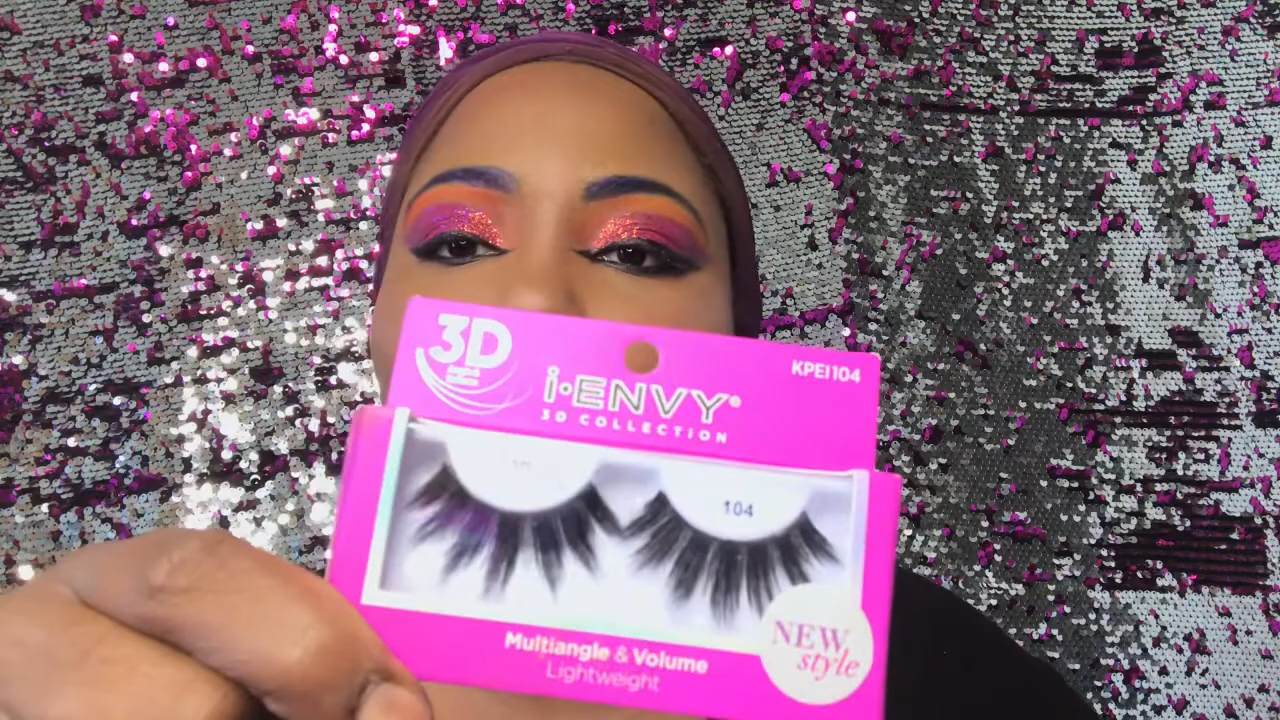 3D
i·ENVY®
3D COLLECTION
KPEI104
104
Multiangle & Volume
Lightweight
NEW
style